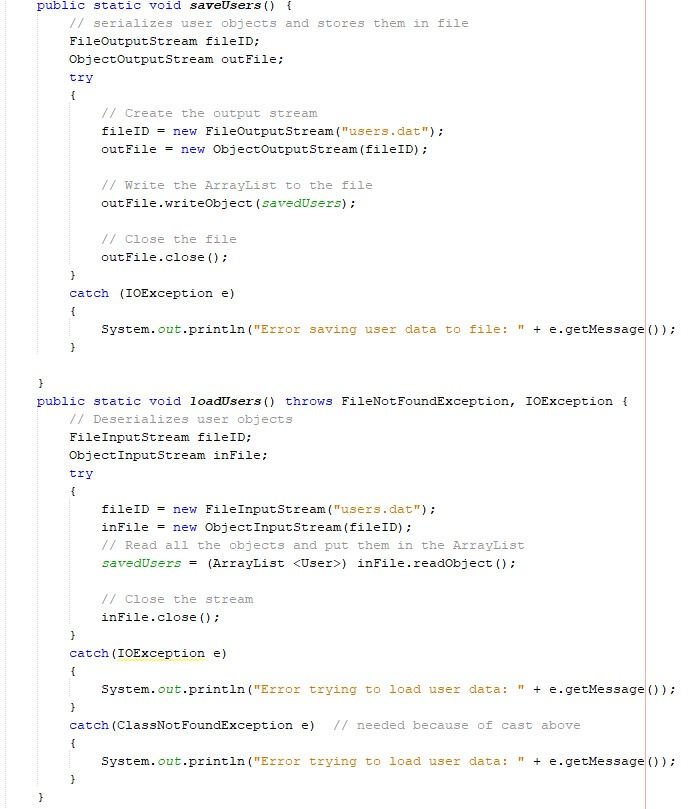 public static void saveUsers() {
// serializes user objects and stores them in file
FileOutputStream fileID;
ObjectOutputStream outFile;
try
{
// Create the output stream
fileID = new FileOutputStream("users.dat");
outFile = new ObjectOutputStream(fileID);
// Write the ArrayList to the file
outFile.writeObject(savedUsers);
// Close the file
outFile.close();
}
catch (IOException e)
{
System.out.println("Error saving user data to file: " + e.getMessage());
}
}
public static void loadUsers() throws FileNotFoundException, IOException {
// Deserializes user objects
FileInputStream fileID;
ObjectInputStream inFile;
try
{
fileID = new FileInputStream("users.dat");
inFile = new ObjectInputStream(fileID);
// Read all the objects and put them in the ArrayList
savedUsers = (ArrayList <User>) inFile.readObject();
// Close the stream
inFile.close();
}
catch(IOException e)
{
System.out.println("Error trying to load user data: " + e.getMessage());
}
catch(ClassNotFoundException e)  // needed because of cast above
{
System.out.println("Error trying to load user data: " + e.getMessage());
}
}